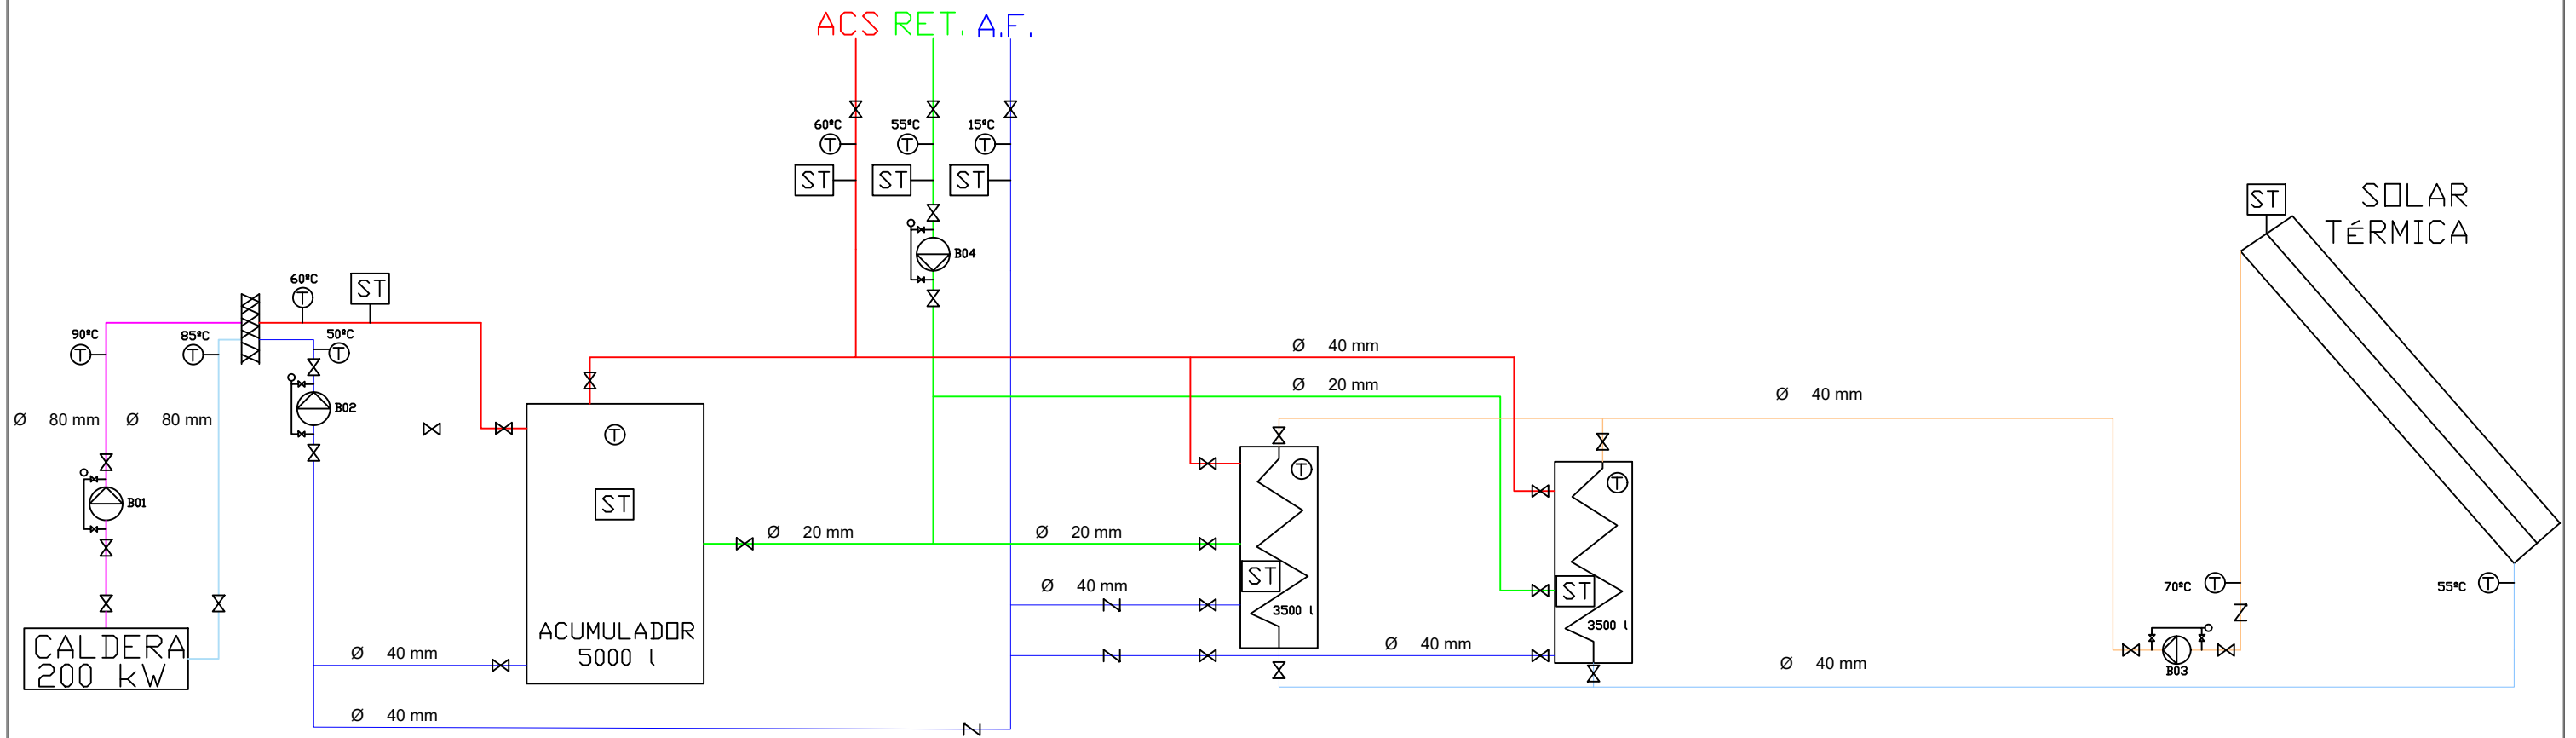 ACS RET. A.F.
60ºC 55ºC 15ºC
ST ST ST
B04
SOLAR
TÉRMICA
ST
60ºC
ST
90ºC 85ºC 50ºC
T T T
T T T
T
B02
Ø 80 mm Ø 80 mm
B01
CALDERA
200 kW
Ø 40 mm
Ø 20 mm
Ø 40 mm
T
ST
ACUMULADOR
5000 l
Ø 20 mm Ø 20 mm
Ø 40 mm
Ø 40 mm
Ø 40 mm
T
ST
3500 l
T
ST
3500 l
Ø 40 mm
Ø 40 mm
70ºC T
B03
55ºC T